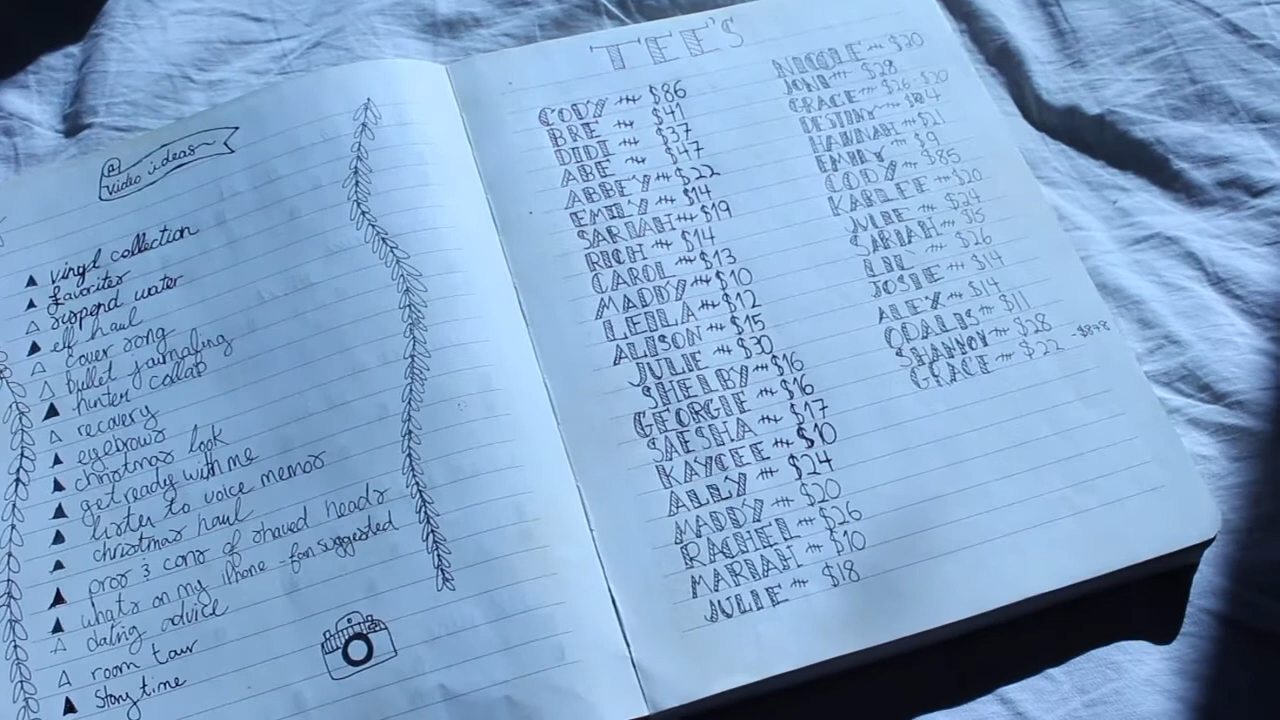 video ideas
▲ vinyl collection
▲ favorites
△ suspend water
▲ elf haul
△ cover song
△ bullet journaling
▲ hunter collab
△ recovery
▲ eyebrows
▲ christmas look
▲ get ready with me
▲ listen to voice memos
▲ christmas haul
▲ pros & cons of shaved heads
▲ whats on my iphone - fan suggested
△ dating advice
△ room tour
▲ Story time
TEE'S
CODY $86
BRE $41
DIDI $37
ABE $47
ABBEY $22
EMILY $14
SARIAH $19
RICH $14
CAROL $13
MADDY $10
LEILA $12
ALISON $15
JULIE $30
SHELBY $16
GEORGIE $16
SAESHA $17
KAYCEE $10
ALLY $24
MADDY $20
RACHEL $26
MARIAH $10
JULIE $18
NICOLE $30
JONI $28
GRACE $26
DESTINY
HANNAH $21
EMILY $9
CODY $85
KARLEE $20
JULIE $24
SARIAH $15
LIL $26
JOSIE $14
ALEX $14
ODALIS $11
SHANNON $28
GRACE $22